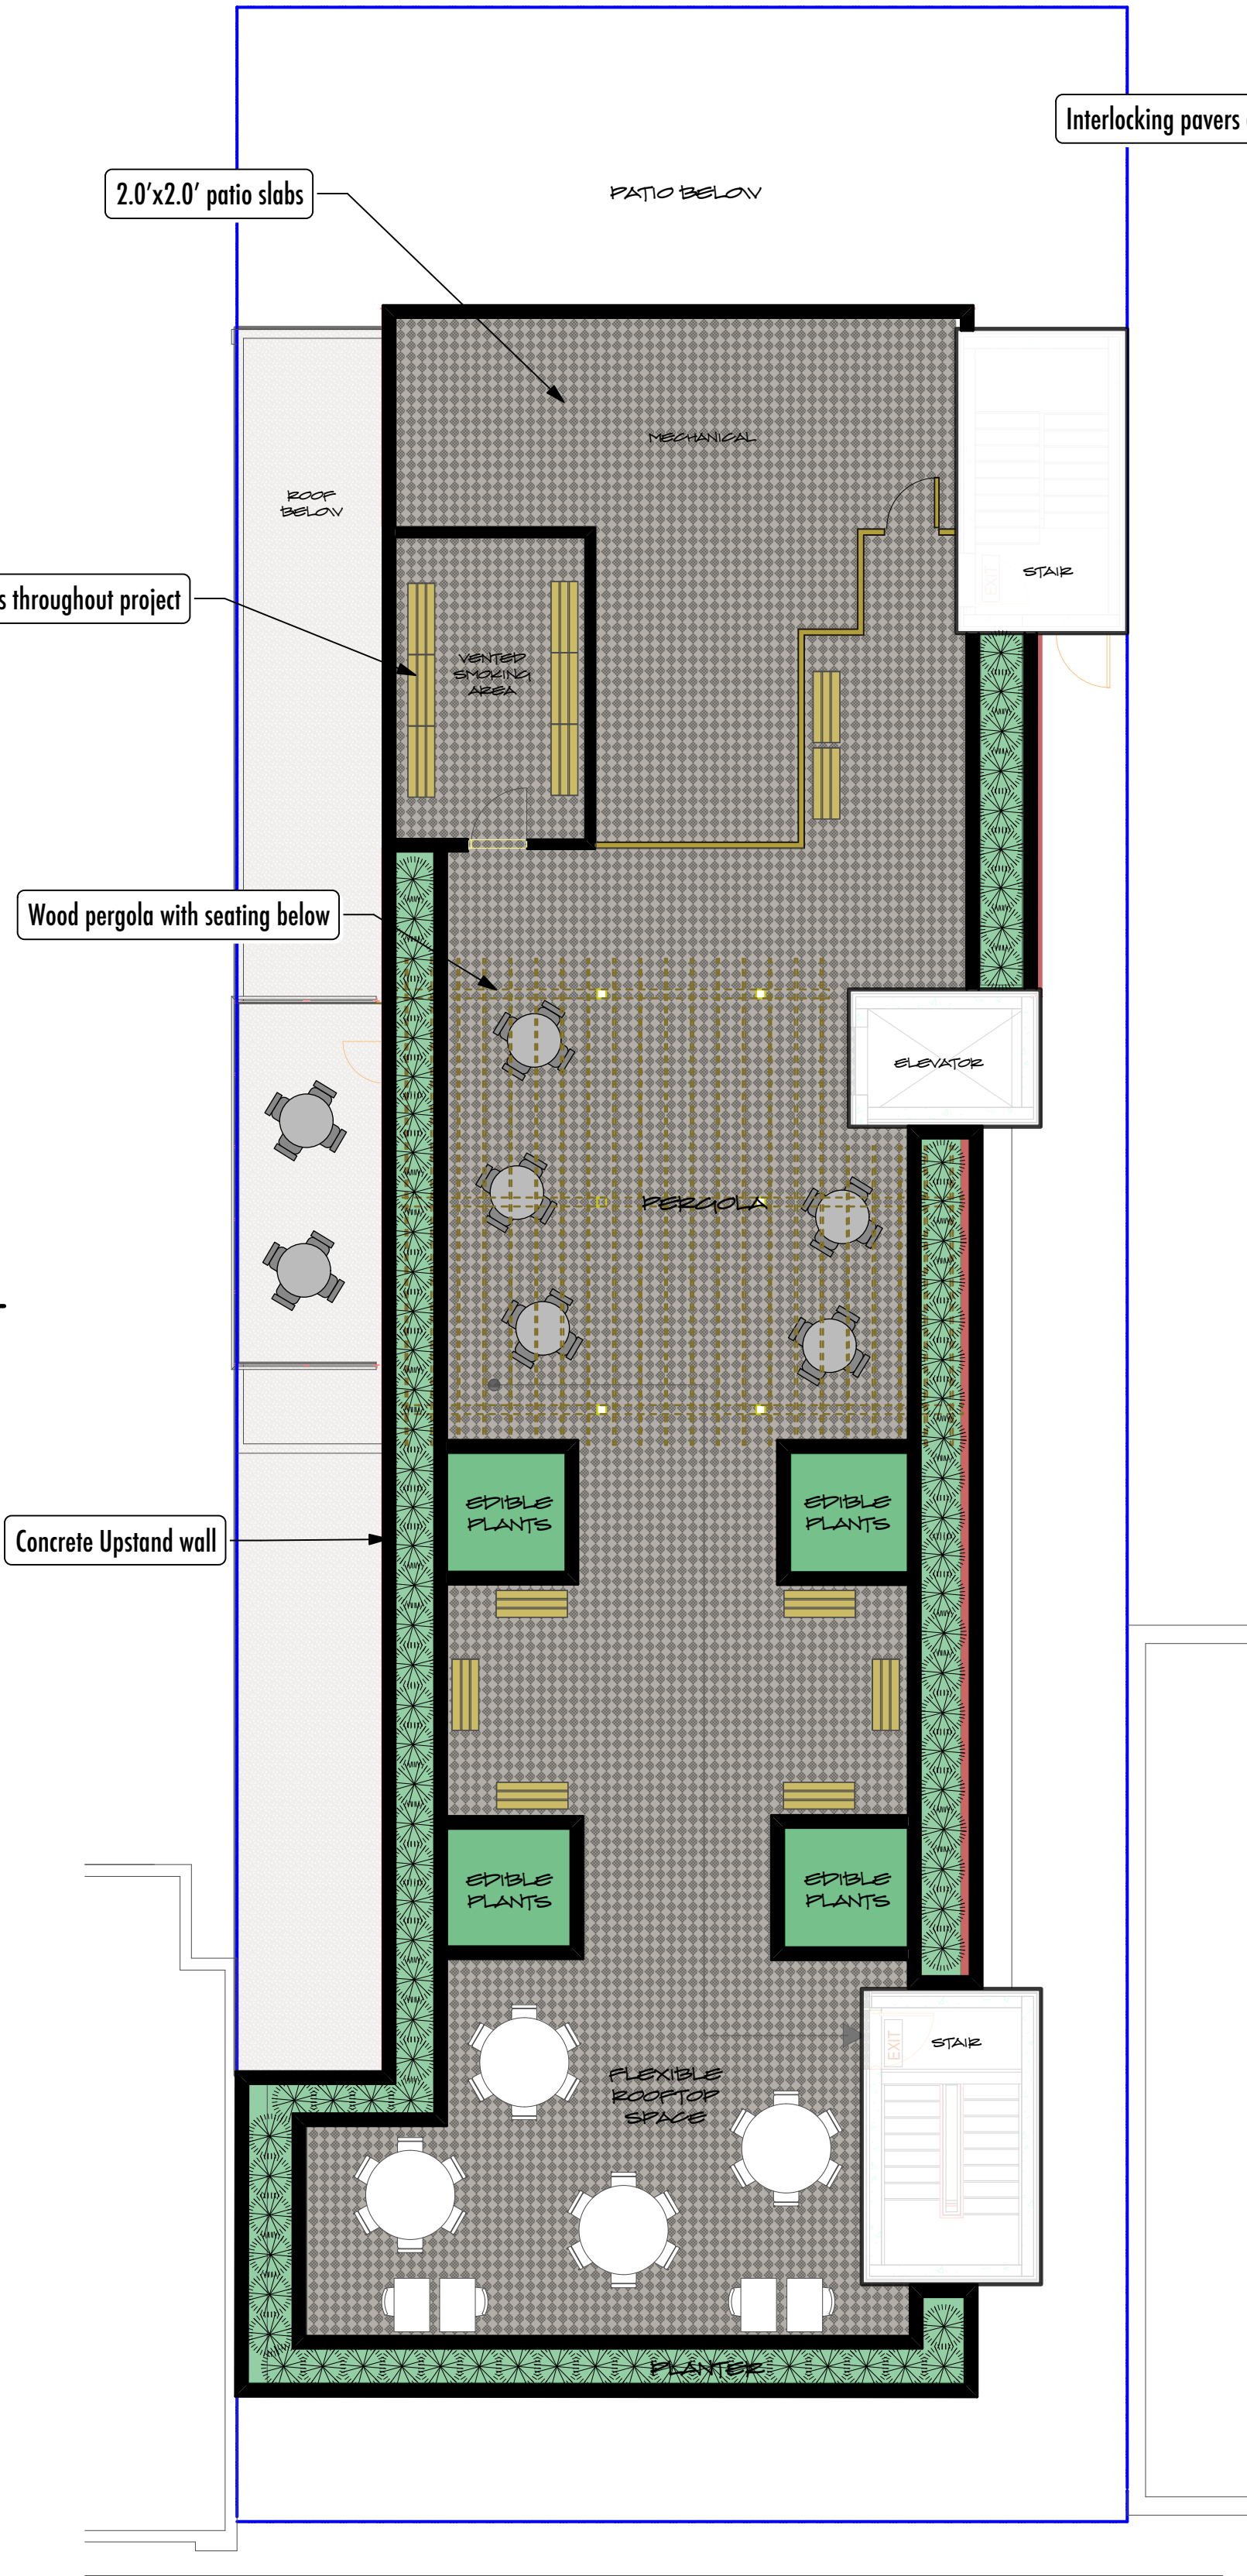 Interlocking pavers
2.0'x2.0' patio slabs
PATIO BELOW
MECHANICAL
ROOF
BELOW
EXIT
STAIR
s throughout project
VENTED
SMOKING
AREA
Wood pergola with seating below
ELEVATOR
PERGOLA
EDIBLE
PLANTS
EDIBLE
PLANTS
Concrete Upstand wall
EDIBLE
PLANTS
EDIBLE
PLANTS
EXIT
STAIR
FLEXIBLE
ROOFTOP
SPACE
PLANTER